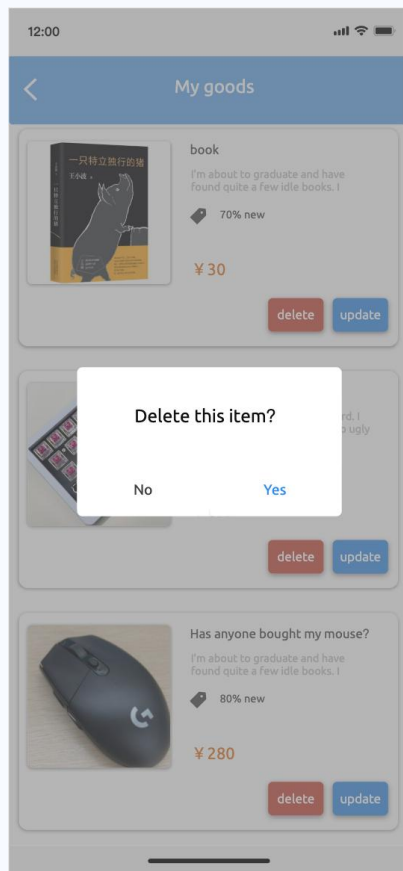 12:00
My goods
一只特立独行的猪
王小波
book
I'm about to graduate and have
found quite a few idle books. I
70% new
¥ 30
delete
update
rd. I
o ugly
Delete this item?
No
Yes
delete
update
Has anyone bought my mouse?
I'm about to graduate and have
found quite a few idle books. I
80% new
¥ 280
delete
update